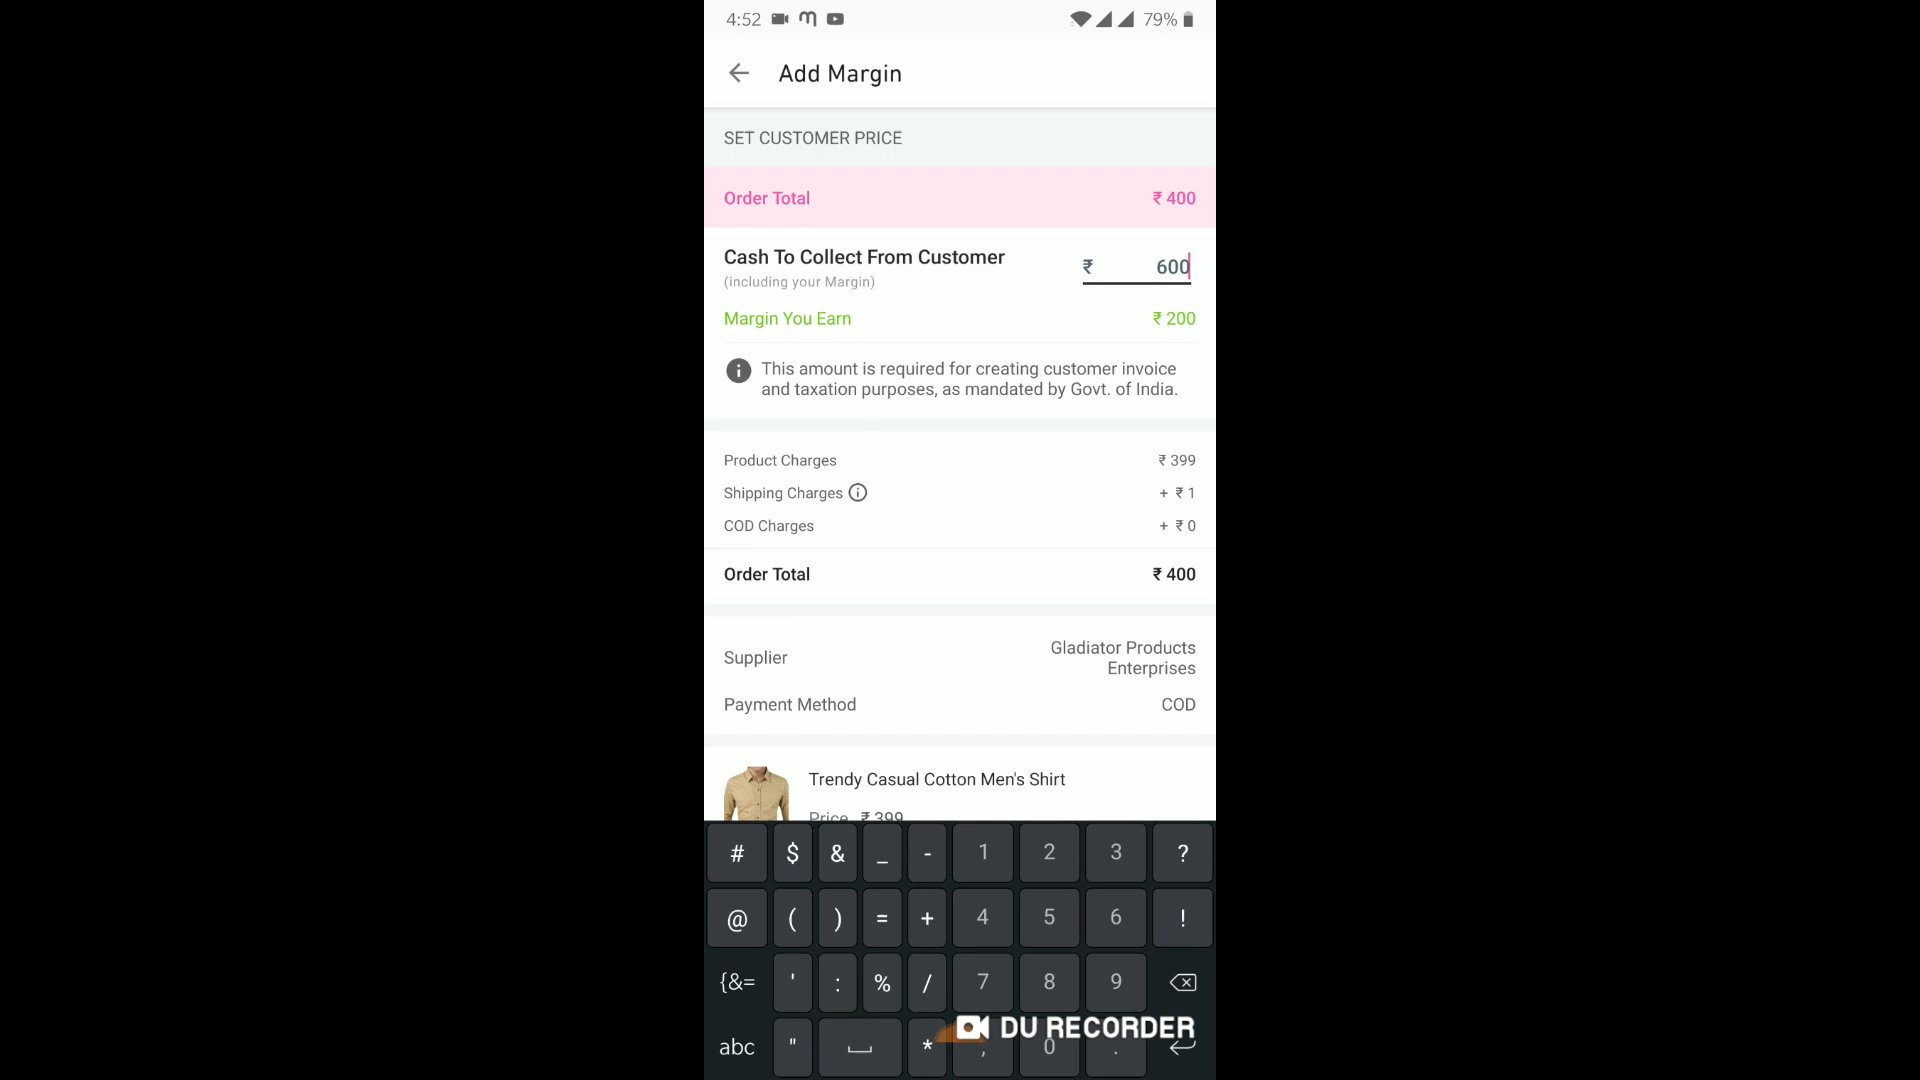 4:52 79%
Add Margin
SET CUSTOMER PRICE
Order Total ₹ 400
Cash To Collect From Customer ₹ 600
(including your Margin)
Margin You Earn ₹ 200
This amount is required for creating customer invoice
and taxation purposes, as mandated by Govt. of India.
Product Charges ₹ 399
Shipping Charges + ₹ 1
COD Charges + ₹ 0
Order Total ₹ 400
Supplier Gladiator Products
Enterprises
Payment Method COD
Trendy Casual Cotton Men's Shirt
Price ₹ 399
# $ & _ - 1 2 3 ?
@ ( ) = + 4 5 6 !
{&= ' : % / 7 8 9
DU RECORDER
abc " * , 0 .